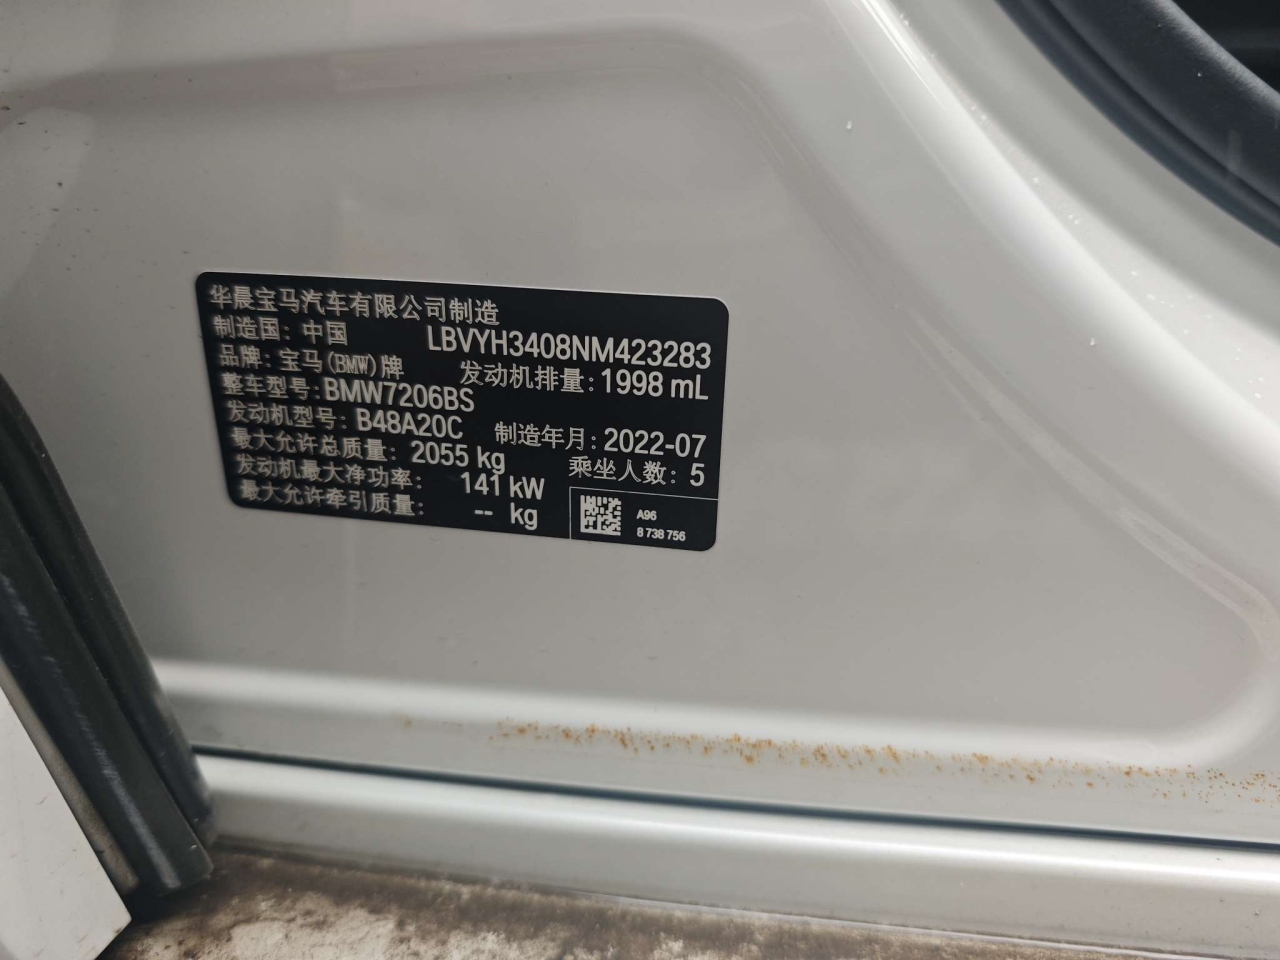 华晨宝马汽车有限公司制造
制造国: 中国 LBVYH3408NM423283
品牌: 宝马(BMW)牌 发动机排量: 1998 mL
整车型号: BMW7206BS
发动机型号: B48A20C 制造年月: 2022-07
最大允许总质量: 2055 kg 乘坐人数: 5
发动机最大净功率: 141 kW
最大允许牵引质量: -- kg
A96
8 738 756